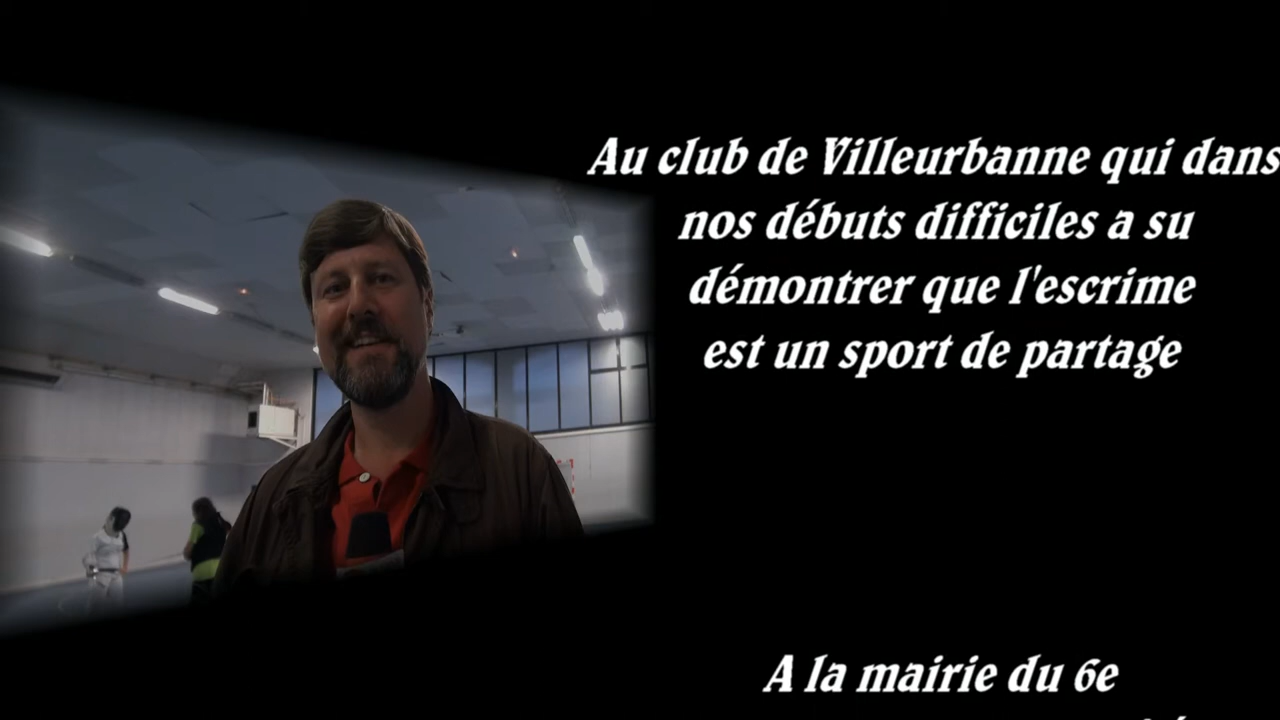 Au club de Villeurbanne qui dans
nos débuts difficiles a su
démontrer que l'escrime
est un sport de partage
A la mairie du 6e